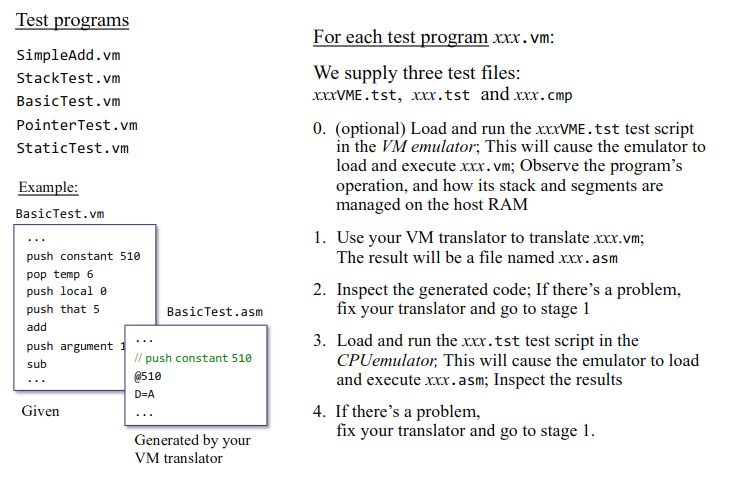 Test programs
SimpleAdd.vm
StackTest.vm
BasicTest.vm
PointerTest.vm
StaticTest.vm
Example:
BasicTest.vm
...
push constant 510
pop temp 6
push local 0
push that 5
add
push argument 1
sub
...
Given
BasicTest.asm
...
// push constant 510
@510
D=A
...
Generated by your
VM translator
For each test program xxx.vm:
We supply three test files:
xxxVME.tst, xxx.tst and xxx.cmp
0. (optional) Load and run the xxxVME.tst test script
in the VM emulator; This will cause the emulator to
load and execute xxx.vm; Observe the program's
operation, and how its stack and segments are
managed on the host RAM
1. Use your VM translator to translate xxx.vm;
The result will be a file named xxx.asm
2. Inspect the generated code; If there's a problem,
fix your translator and go to stage 1
3. Load and run the xxx.tst test script in the
CPUemulator; This will cause the emulator to load
and execute xxx.asm; Inspect the results
4. If there's a problem,
fix your translator and go to stage 1.